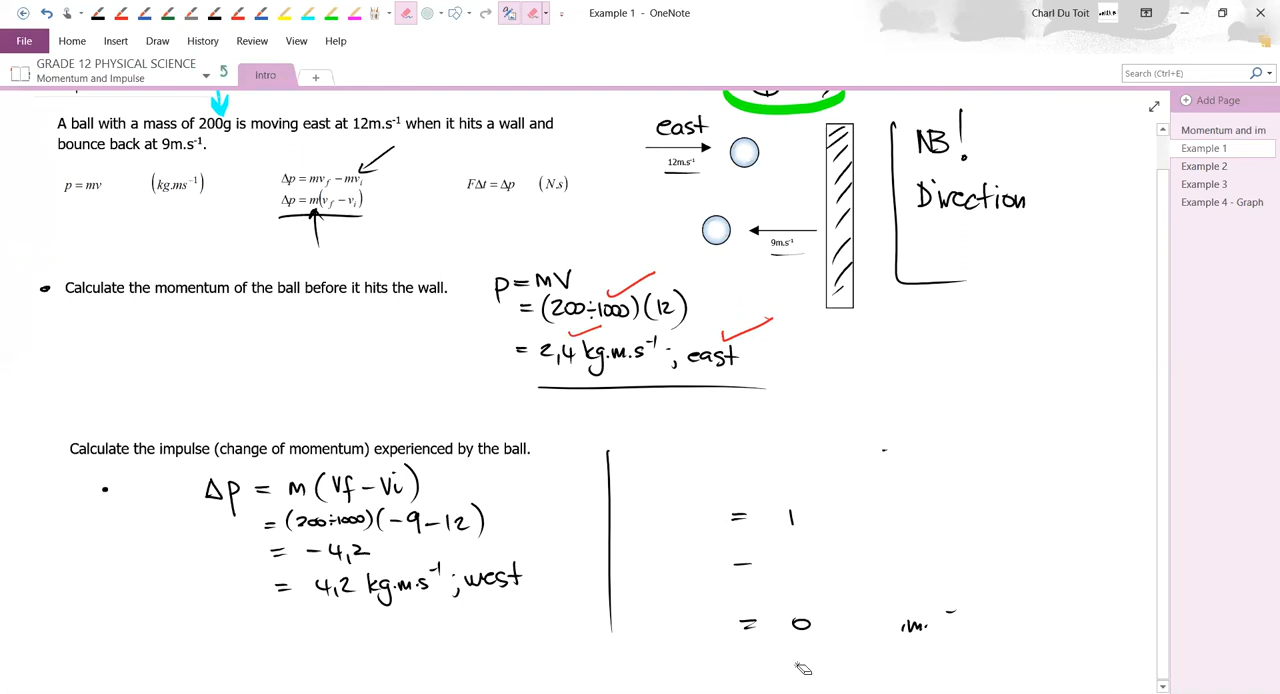 Example 1 - OneNote
Charl Du Toit
File Home Insert Draw History Review View Help
GRADE 12 PHYSICAL SCIENCE
Momentum and Impulse
Intro
Search (Ctrl+E)
Add Page
Momentum and im
Example 1
Example 2
Example 3
Example 4 - Graph
A ball with a mass of 200g is moving east at 12m.s⁻¹ when it hits a wall and
bounce back at 9m.s⁻¹.
p = mv (kg.ms⁻¹)
Δp = mv_f − mv_i
Δp = m(v_f − v_i)
FΔt = Δp (N.s)
east
12m.s⁻¹
9m.s⁻¹
NB!
Direction
• Calculate the momentum of the ball before it hits the wall.
p = mV
= (200÷1000)(12)
= 2,4 kg.m.s⁻¹; east
Calculate the impulse (change of momentum) experienced by the ball.
Δp = m(Vf − Vi)
= (200÷1000)(−9 − 12)
= −4,2
= 4,2 kg.m.s⁻¹; west
= 1
−
= 0 .m. −